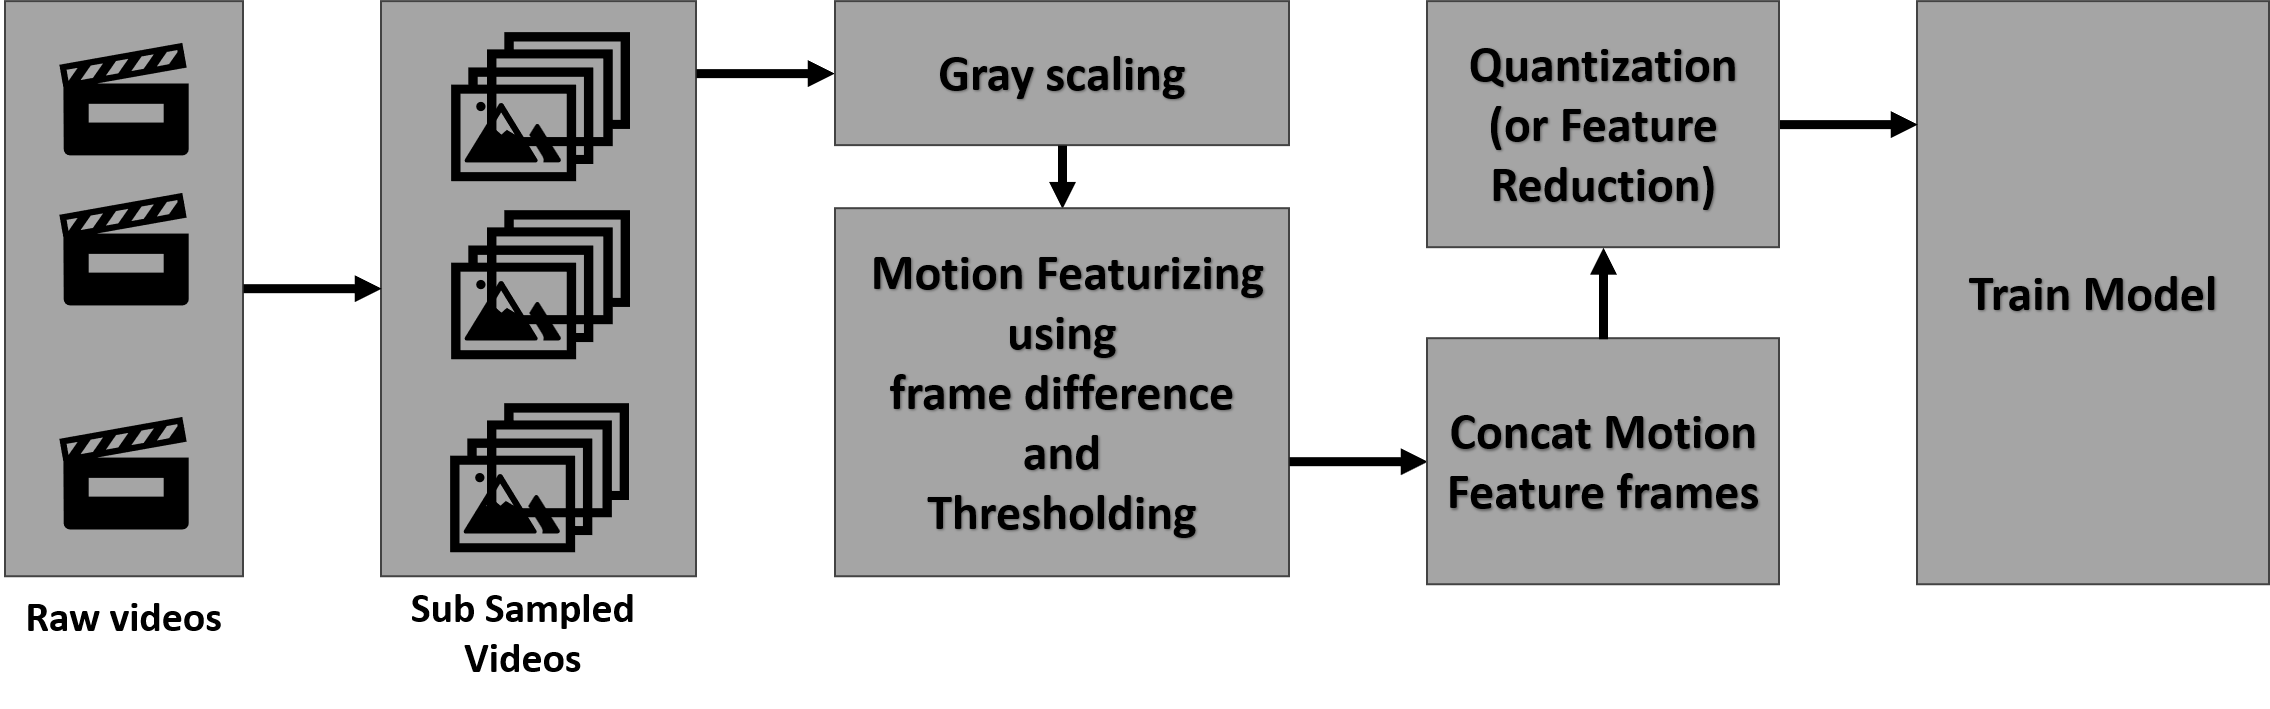 Raw videos
Sub Sampled
Videos
Gray scaling
Motion Featurizing
using
frame difference
and
Thresholding
Concat Motion
Feature frames
Quantization
(or Feature
Reduction)
Train Model